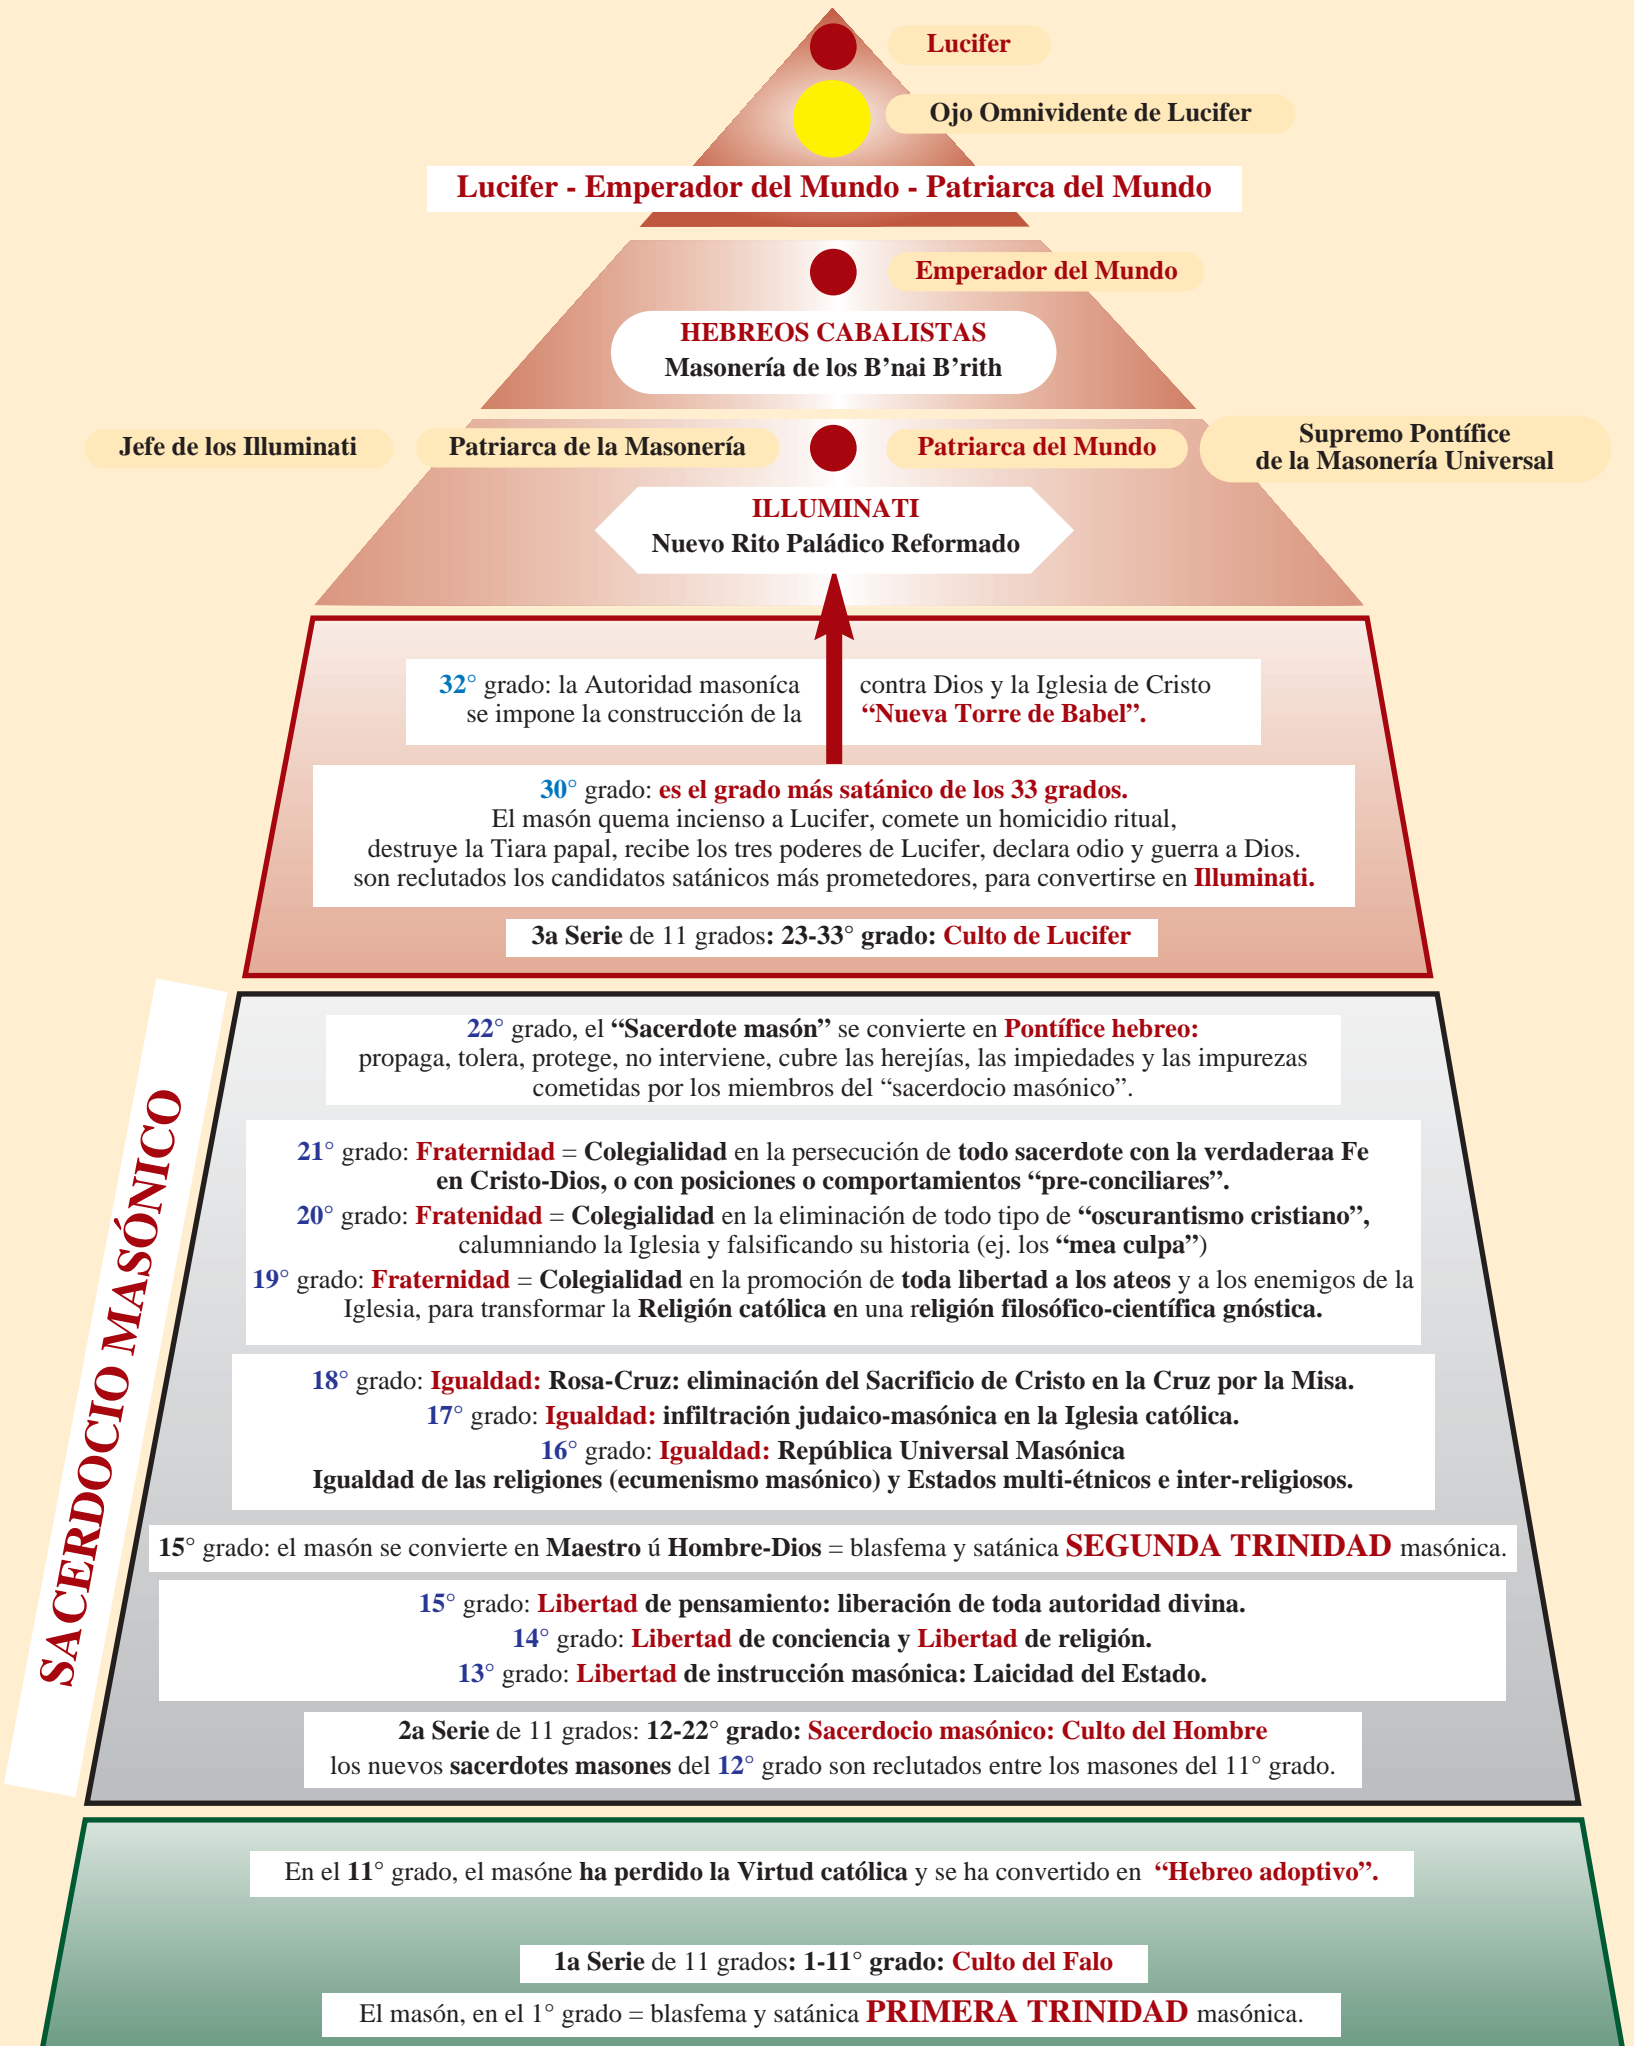 Lucifer
Ojo Omnividente de Lucifer
Lucifer - Emperador del Mundo - Patriarca del Mundo
Emperador del Mundo
HEBREOS CABALISTAS
Masonería de los B’nai B’rith
Jefe de los Illuminati
Patriarca de la Masonería
Patriarca del Mundo
Supremo Pontífice
de la Masonería Universal
ILLUMINATI
Nuevo Rito Paládico Reformado
32° grado: la Autoridad masoníca contra Dios y la Iglesia de Cristo
se impone la construcción de la “Nueva Torre de Babel”.
30° grado: es el grado más satánico de los 33 grados.
El masón quema incienso a Lucifer, comete un homicidio ritual,
destruye la Tiara papal, recibe los tres poderes de Lucifer, declara odio y guerra a Dios.
son reclutados los candidatos satánicos más prometedores, para convertirse en Illuminati.
3a Serie de 11 grados: 23-33° grado: Culto de Lucifer
SACERDOCIO MASÓNICO
22° grado, el “Sacerdote masón” se convierte en Pontífice hebreo:
propaga, tolera, protege, no interviene, cubre las herejías, las impiedades y las impurezas
cometidas por los miembros del “sacerdocio masónico”.
21° grado: Fraternidad = Colegialidad en la persecución de todo sacerdote con la verdaderaa Fe
en Cristo-Dios, o con posiciones o comportamientos “pre-conciliares”.
20° grado: Fratenidad = Colegialidad en la eliminación de todo tipo de “oscurantismo cristiano”,
calumniando la Iglesia y falsificando su historia (ej. los “mea culpa”)
19° grado: Fraternidad = Colegialidad en la promoción de toda libertad a los ateos y a los enemigos de la
Iglesia, para transformar la Religión católica en una religión filosófico-científica gnóstica.
18° grado: Igualdad: Rosa-Cruz: eliminación del Sacrificio de Cristo en la Cruz por la Misa.
17° grado: Igualdad: infiltración judaico-masónica en la Iglesia católica.
16° grado: Igualdad: República Universal Masónica
Igualdad de las religiones (ecumenismo masónico) y Estados multi-étnicos e inter-religiosos.
15° grado: el masón se convierte en Maestro ú Hombre-Dios = blasfema y satánica SEGUNDA TRINIDAD masónica.
15° grado: Libertad de pensamiento: liberación de toda autoridad divina.
14° grado: Libertad de conciencia y Libertad de religión.
13° grado: Libertad de instrucción masónica: Laicidad del Estado.
2a Serie de 11 grados: 12-22° grado: Sacerdocio masónico: Culto del Hombre
los nuevos sacerdotes masones del 12° grado son reclutados entre los masones del 11° grado.
En el 11° grado, el masóne ha perdido la Virtud católica y se ha convertido en “Hebreo adoptivo”.
1a Serie de 11 grados: 1-11° grado: Culto del Falo
El masón, en el 1° grado = blasfema y satánica PRIMERA TRINIDAD masónica.